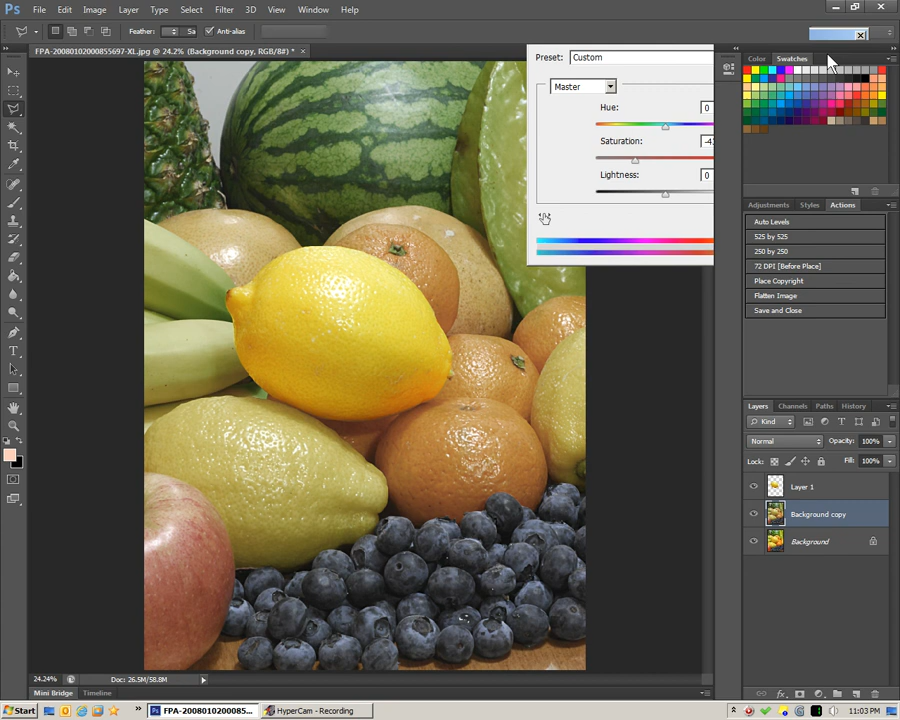 Ps File Edit Image Layer Type Select Filter 3D View Window Help
Feather: Anti-alias
FPA-20080102000855697-XL.jpg @ 24.2% (Background copy, RGB/8#) * ×
Preset: Custom
Master
Hue: 0
Saturation:
Lightness: 0
Color Swatches
Adjustments Styles Actions
Auto Levels
525 by 525
250 by 250
72 DPI [Before Place]
Place Copyright
Flatten Image
Save and Close
Layers Channels Paths History
Kind
Normal Opacity: 100%
Lock: Fill: 100%
Layer 1
Background copy
Background
fx
24.24% Doc: 26.5M/58.8M
Mini Bridge Timeline
Start FPA-2008010200085... HyperCam - Recording 11:03 PM